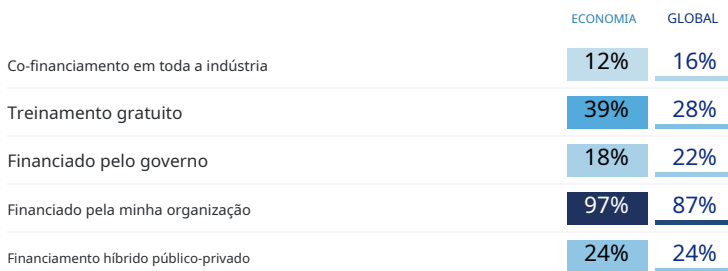 ECONOMIA GLOBAL
Co-financiamento em toda a indústria 12% 16%
Treinamento gratuito 39% 28%
Financiado pelo governo 18% 22%
Financiado pela minha organização 97% 87%
Financiamento híbrido público-privado 24% 24%